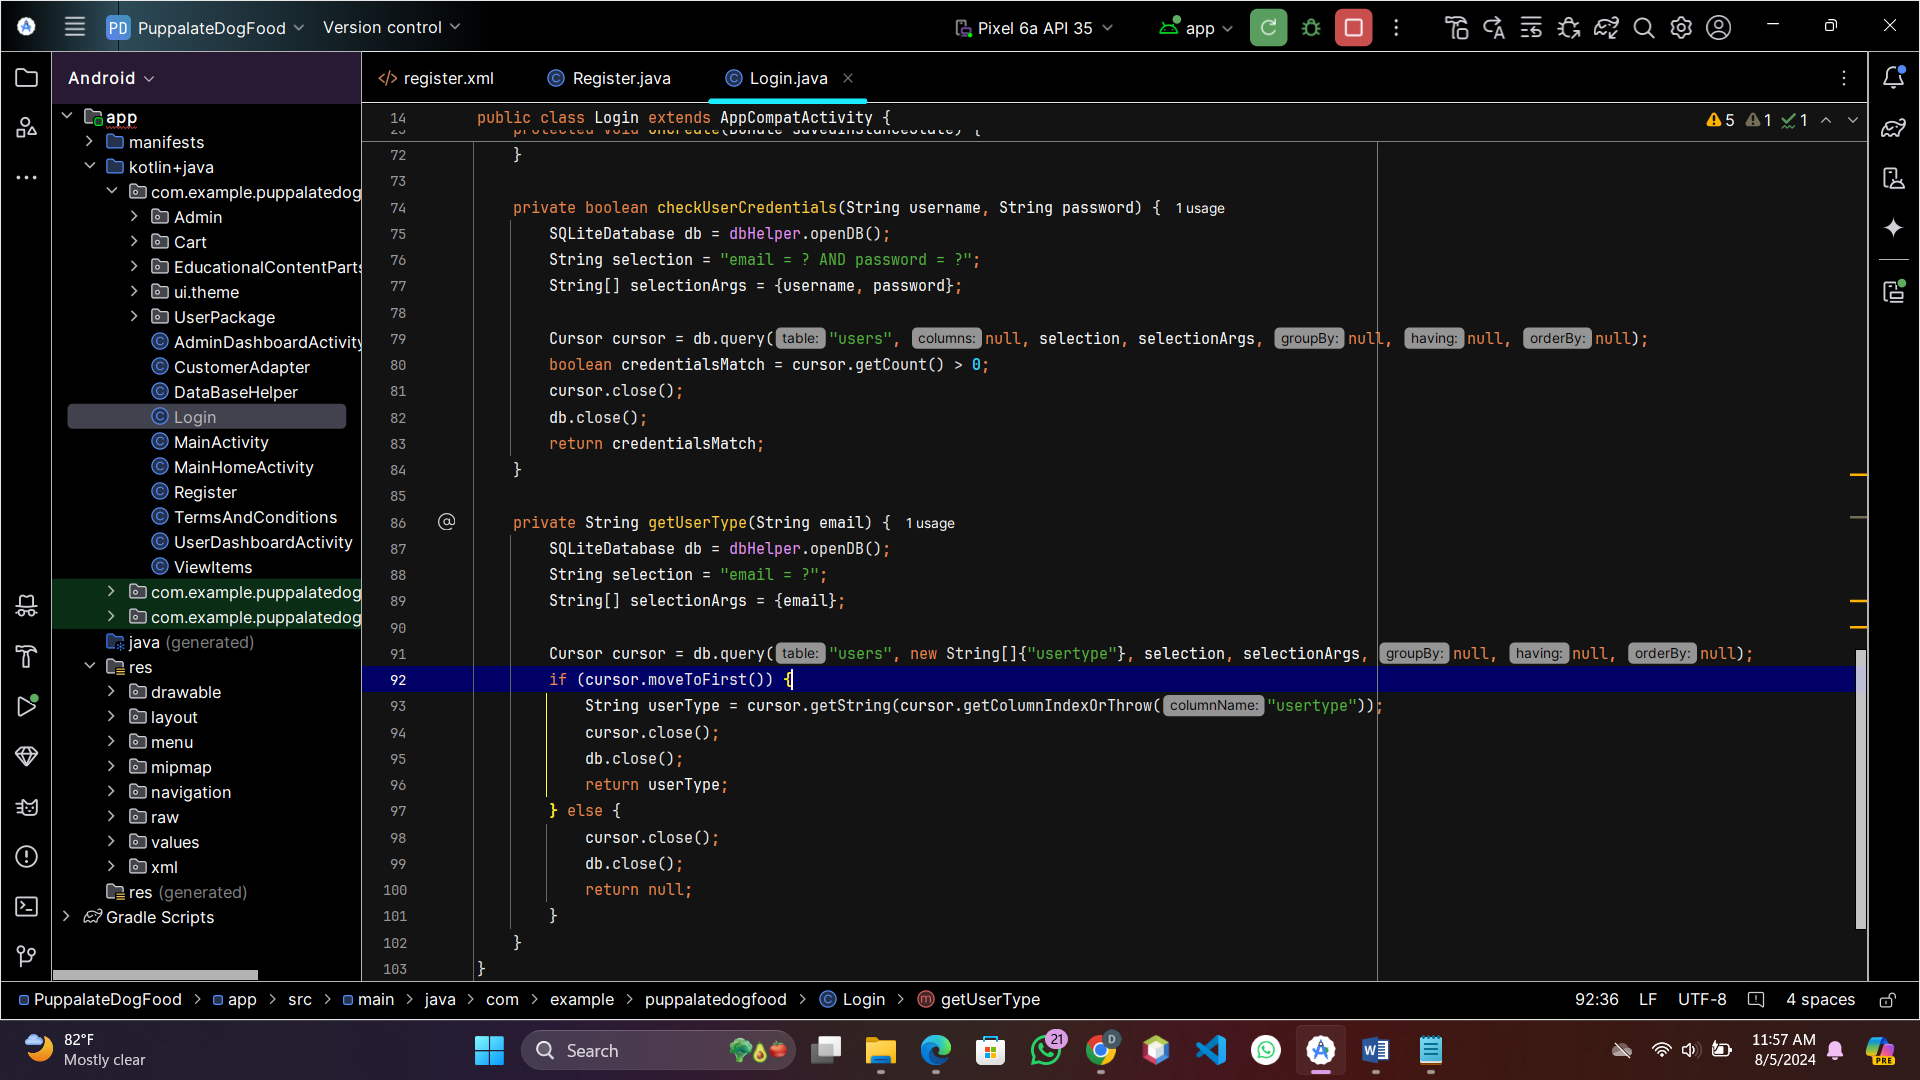 PD PuppalateDogFood Version control Pixel 6a API 35 app
Android
register.xml Register.java Login.java
app
manifests
kotlin+java
com.example.puppalatedog
Admin
Cart
EducationalContentParts
ui.theme
UserPackage
AdminDashboardActivity
CustomerAdapter
DataBaseHelper
Login
MainActivity
MainHomeActivity
Register
TermsAndConditions
UserDashboardActivity
ViewItems
com.example.puppalatedog
com.example.puppalatedog
java (generated)
res
drawable
layout
menu
mipmap
navigation
raw
values
xml
res (generated)
Gradle Scripts
14 public class Login extends AppCompatActivity {
5 1 1
72 }
73
74 private boolean checkUserCredentials(String username, String password) { 1 usage
75 SQLiteDatabase db = dbHelper.openDB();
76 String selection = "email = ? AND password = ?";
77 String[] selectionArgs = {username, password};
78
79 Cursor cursor = db.query( table: "users", columns: null, selection, selectionArgs, groupBy: null, having: null, orderBy: null);
80 boolean credentialsMatch = cursor.getCount() > 0;
81 cursor.close();
82 db.close();
83 return credentialsMatch;
84 }
85
86 @ private String getUserType(String email) { 1 usage
87 SQLiteDatabase db = dbHelper.openDB();
88 String selection = "email = ?";
89 String[] selectionArgs = {email};
90
91 Cursor cursor = db.query( table: "users", new String[]{"usertype"}, selection, selectionArgs, groupBy: null, having: null, orderBy: null);
92 if (cursor.moveToFirst()) {
93 String userType = cursor.getString(cursor.getColumnIndexOrThrow( columnName: "usertype"));
94 cursor.close();
95 db.close();
96 return userType;
97 } else {
98 cursor.close();
99 db.close();
100 return null;
101 }
102 }
103 }
PuppalateDogFood > app > src > main > java > com > example > puppalatedogfood > Login > getUserType
92:36 LF UTF-8 4 spaces
82°F
Mostly clear
Search
21
D
PRE
11:57 AM
8/5/2024